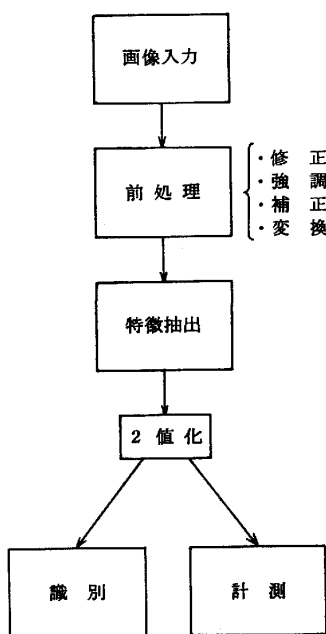 画像入力
前処理
・修正
・強調
・補正
・変換
特徴抽出
2値化
識別
計測